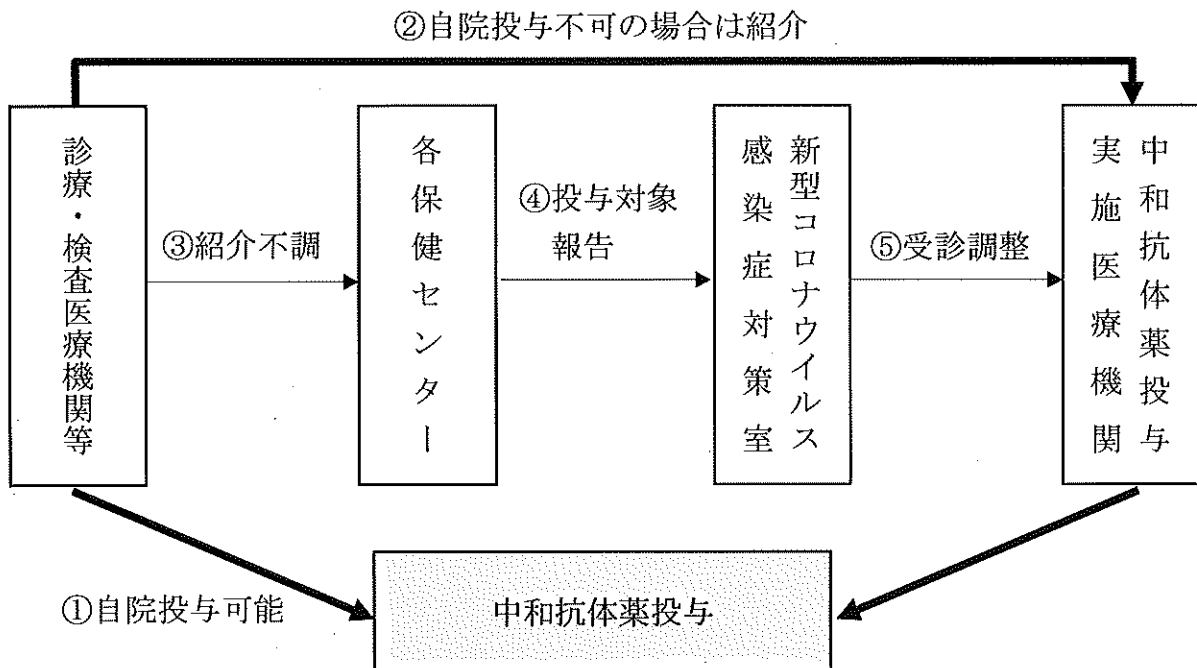 ②自院投与不可の場合は紹介
診療・検査医療機関等
③紹介不調
各保健センター
④投与対象
報告
新型コロナウイルス
感染症対策室
⑤受診調整
中和抗体薬投与
実施医療機関
①自院投与可能
中和抗体薬投与